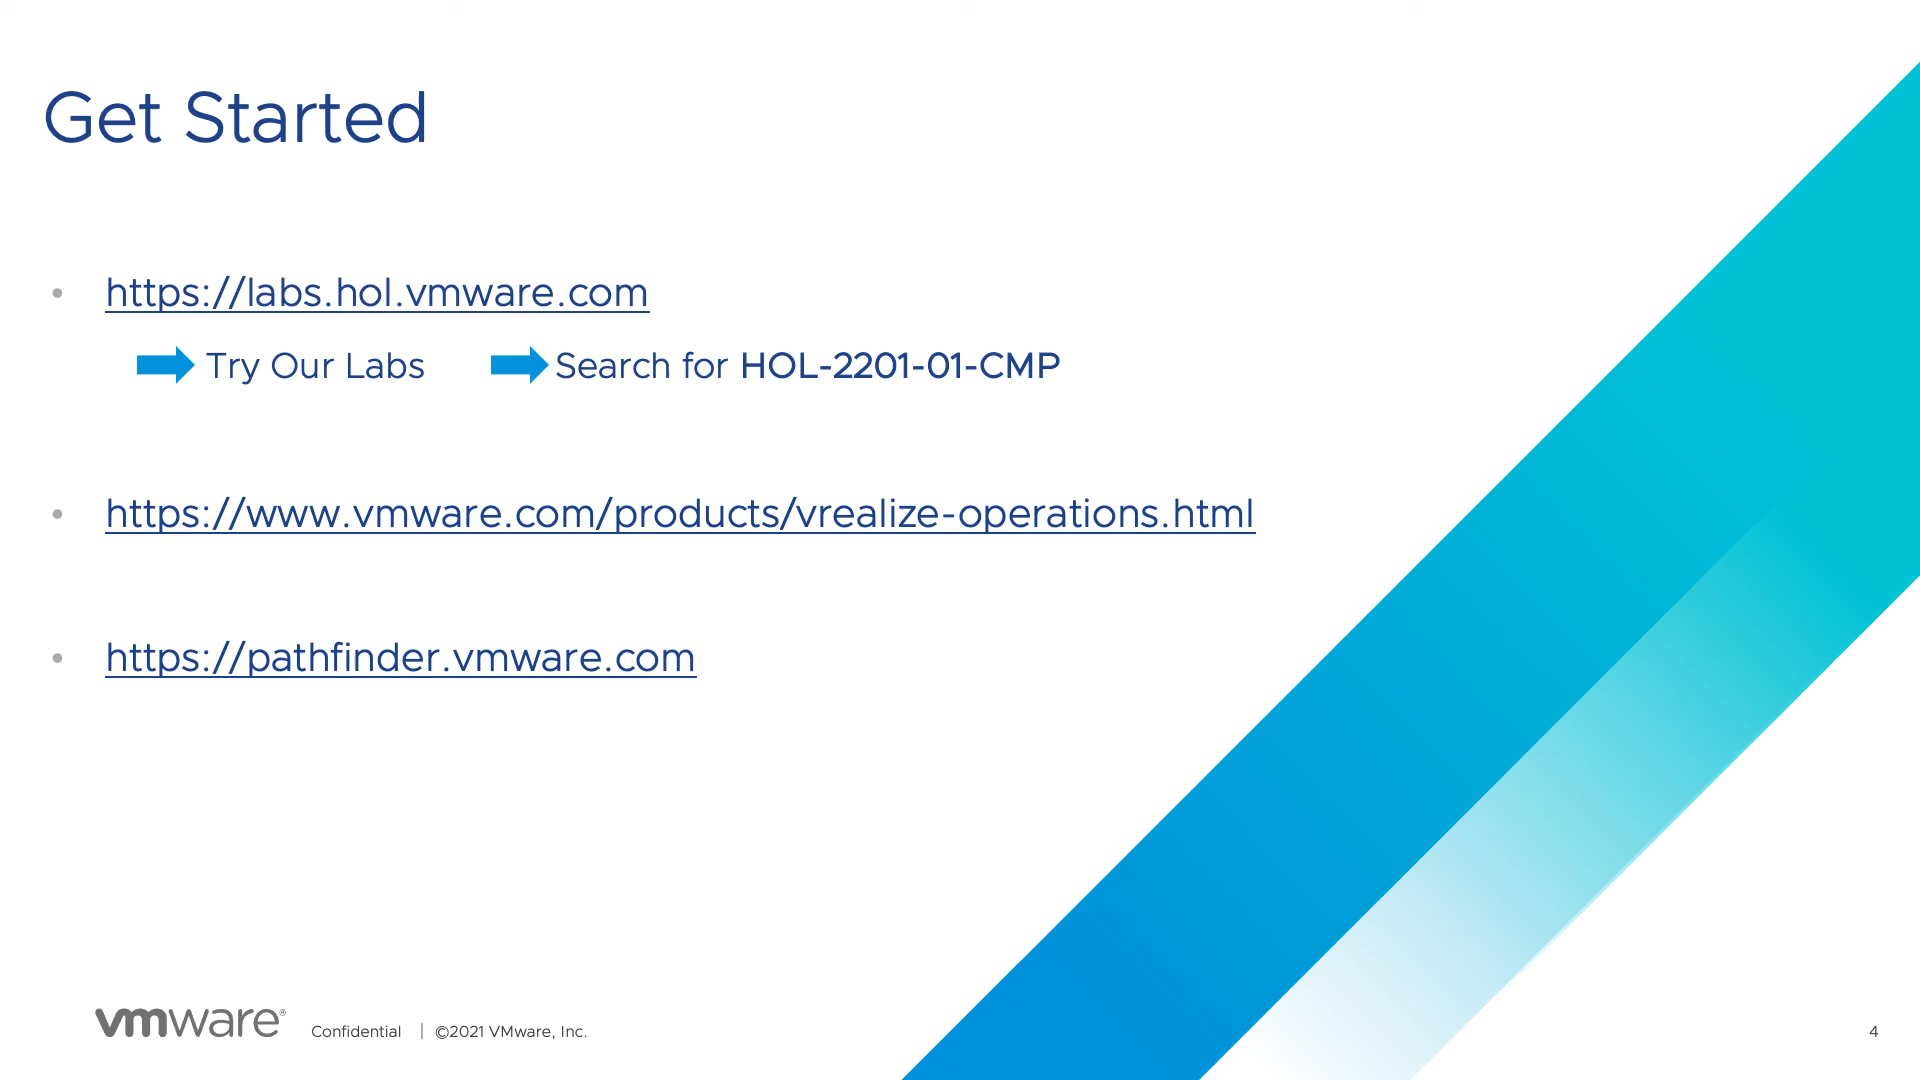 Get Started
• https://labs.hol.vmware.com
Try Our Labs Search for HOL-2201-01-CMP
• https://www.vmware.com/products/vrealize-operations.html
• https://pathfinder.vmware.com
vmware® Confidential | ©2021 VMware, Inc. 4